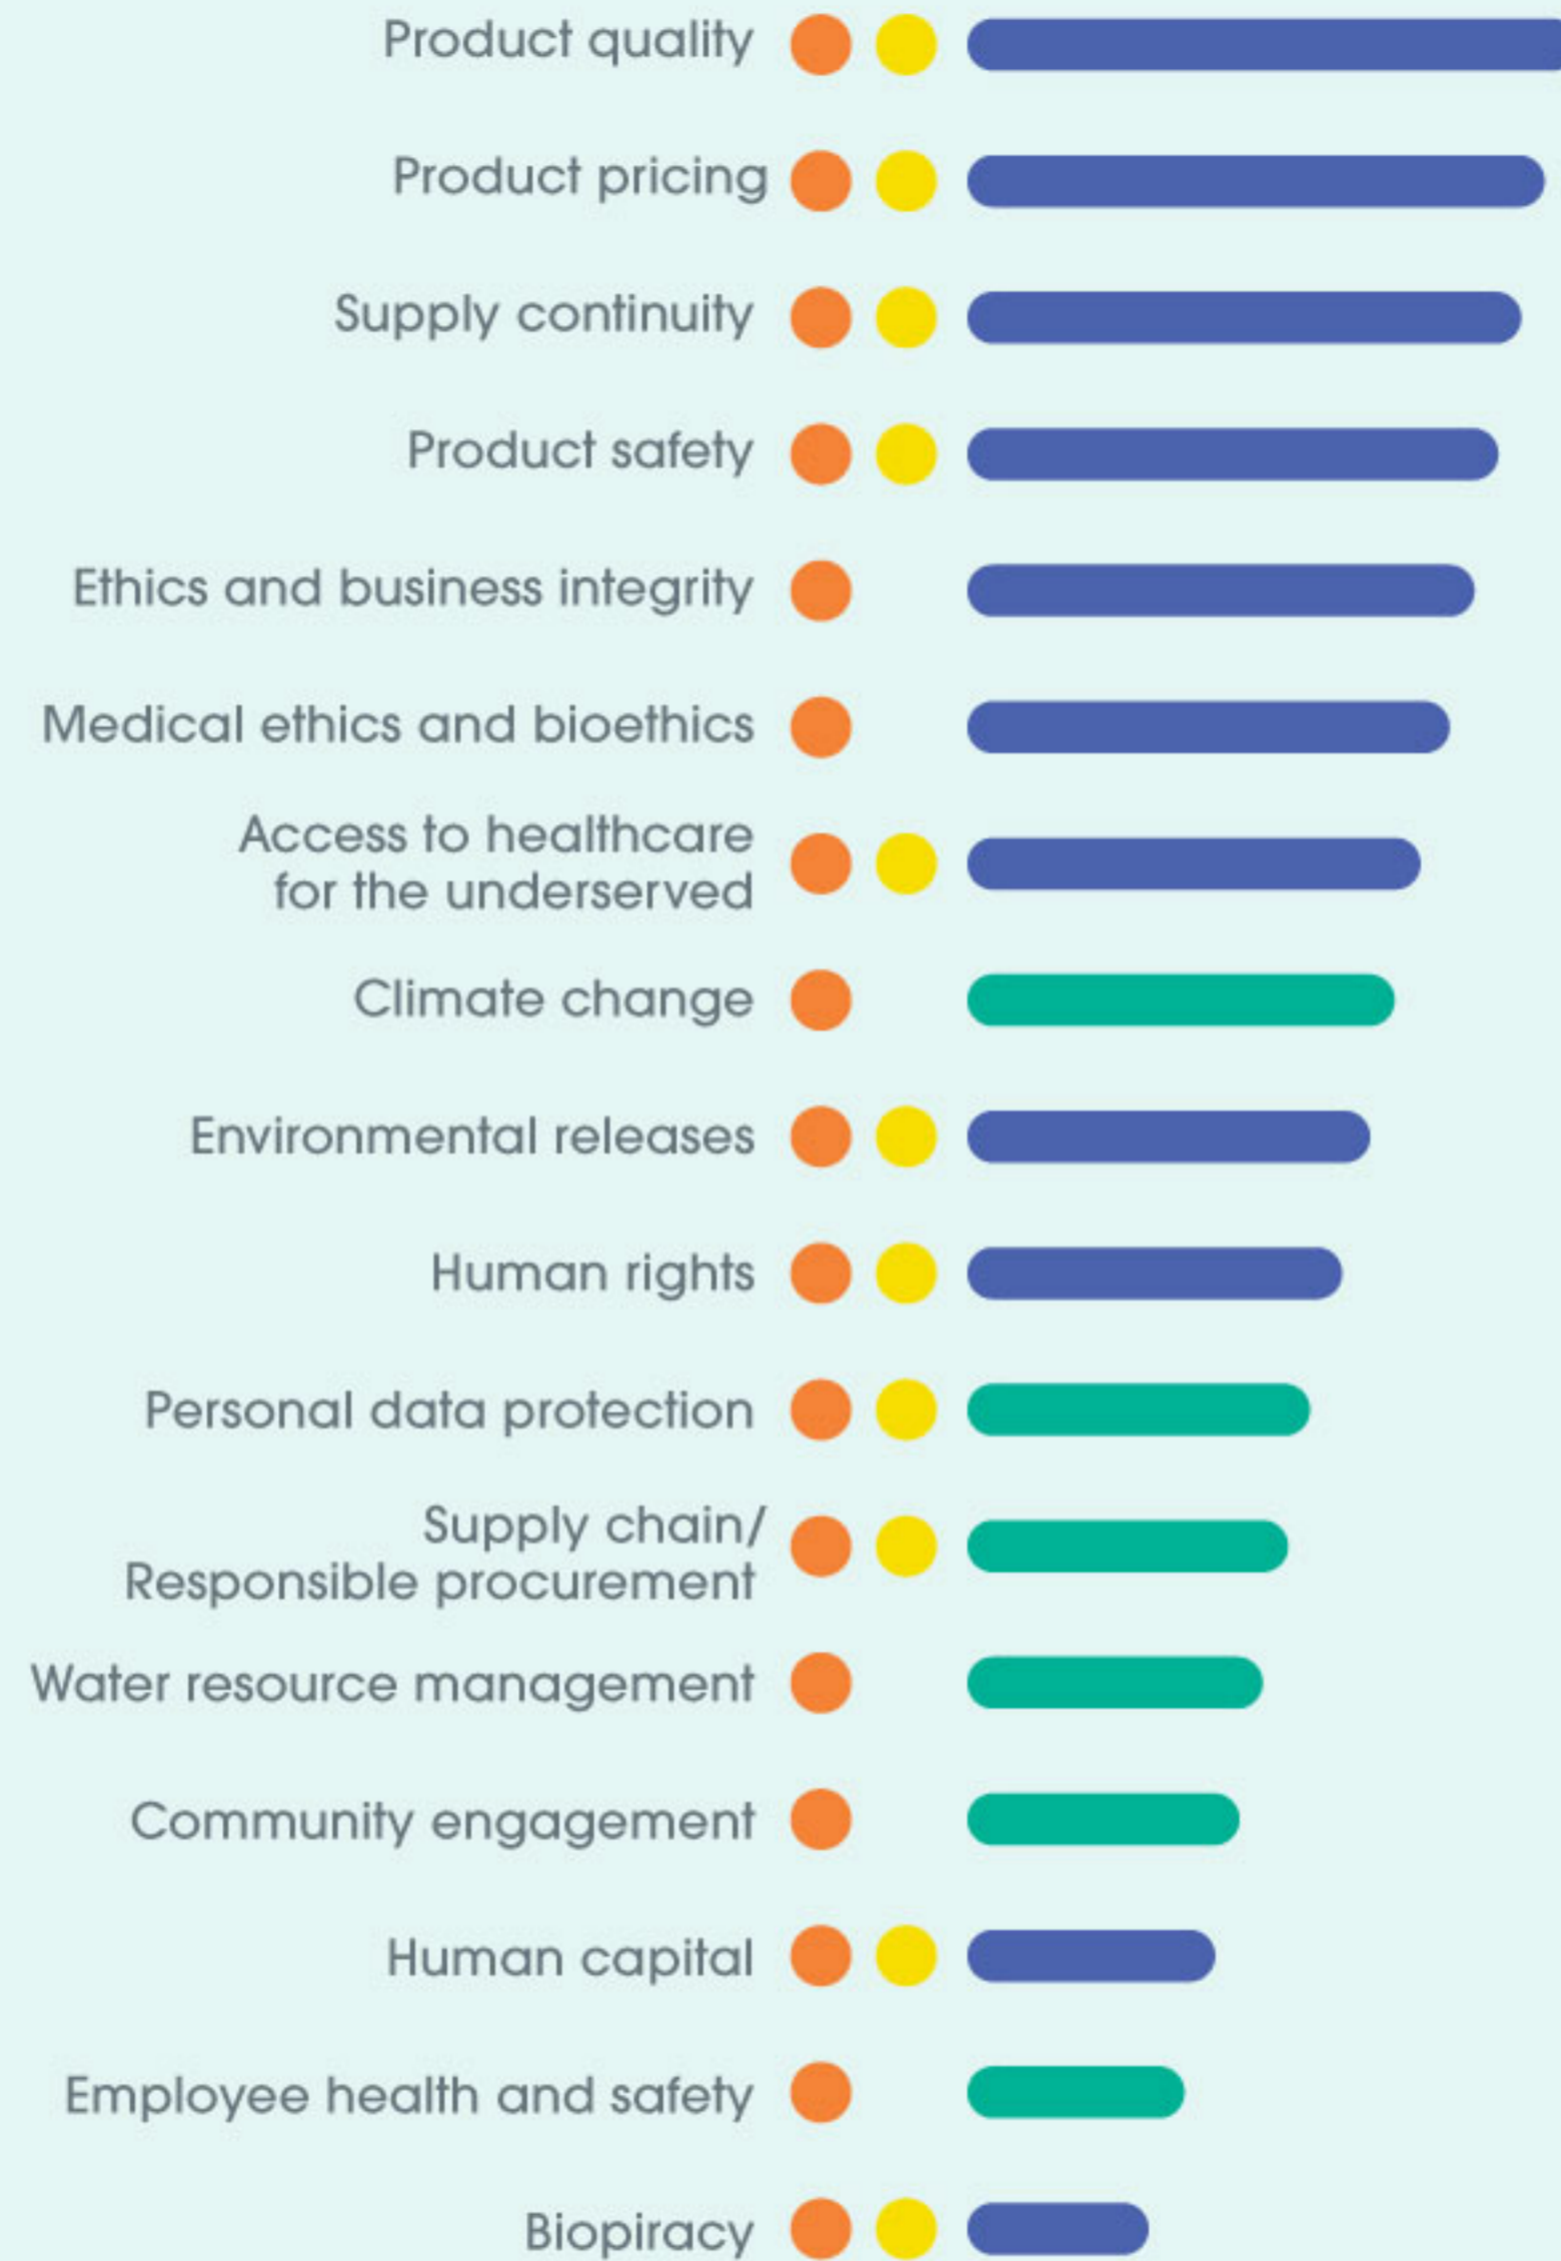 Product quality
Product pricing
Supply continuity
Product safety
Ethics and business integrity
Medical ethics and bioethics
Access to healthcare
for the underserved
Climate change
Environmental releases
Human rights
Personal data protection
Supply chain/
Responsible procurement
Water resource management
Community engagement
Human capital
Employee health and safety
Biopiracy